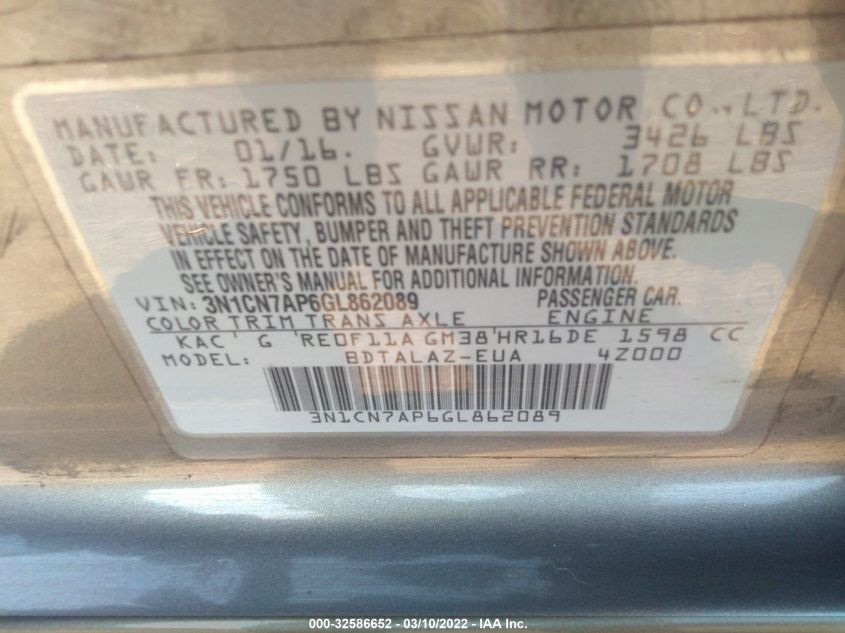 MANUFACTURED BY NISSAN MOTOR CO., LTD.
DATE: 01/16. GVWR: 3426 LBS
GAWR FR: 1750 LBS GAWR RR: 1708 LBS
THIS VEHICLE CONFORMS TO ALL APPLICABLE FEDERAL MOTOR
VEHICLE SAFETY, BUMPER AND THEFT PREVENTION STANDARDS
IN EFFECT ON THE DATE OF MANUFACTURE SHOWN ABOVE.
SEE OWNER'S MANUAL FOR ADDITIONAL INFORMATION.
VIN: 3N1CN7AP6GL862089 PASSENGER CAR.
COLOR TRIM TRANS AXLE ENGINE
KAC' G 'RE0F11A GM38'HR16DE 1598 CC
MODEL: BDTALAZ-EUA 4Z000
3N1CN7AP6GL862089
000-32586652 - 03/10/2022 - IAA Inc.